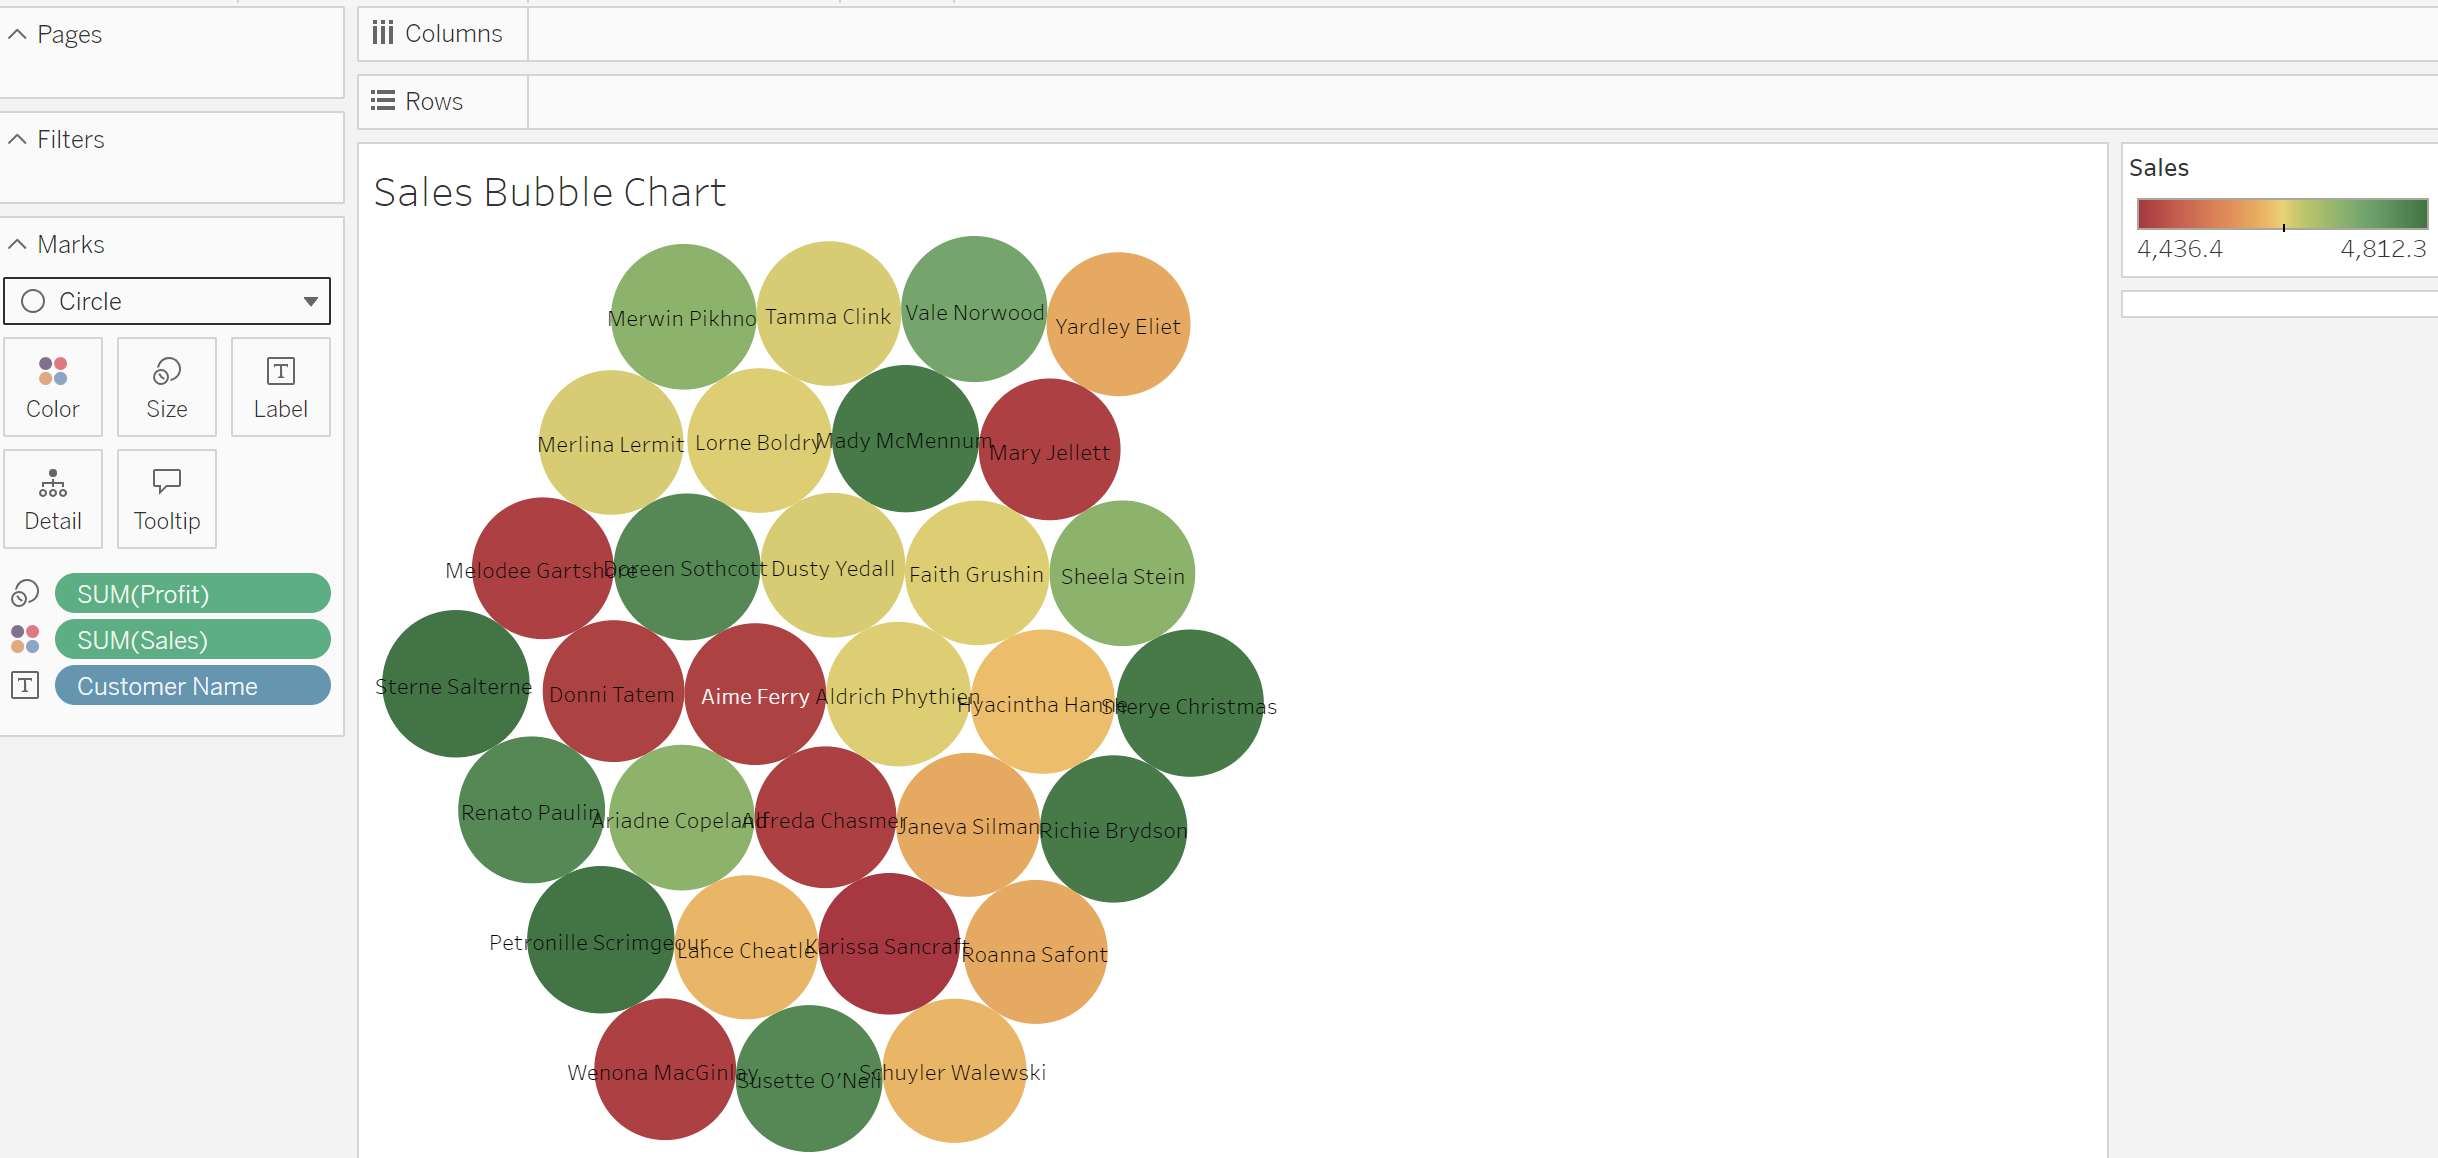 Pages
Columns
Rows
Filters
Marks
Circle
Color
Size
Label
Detail
Tooltip
SUM(Profit)
SUM(Sales)
Customer Name
Sales Bubble Chart
Merwin Pikhno
Tamma Clink
Vale Norwood
Yardley Eliet
Merlina Lermit
Lorne Boldry
Mady McMennum
Mary Jellett
Melodee Gartshore
Doreen Sothcott
Dusty Yedall
Faith Grushin
Sheela Stein
Sterne Salterne
Donni Tatem
Aime Ferry
Aldrich Phythien
Hyacintha Hanne
Sherye Christmas
Renato Paulin
Ariadne Copeland
Alfreda Chasmer
Janeva Silman
Richie Brydson
Petronille Scrimgeour
Lance Cheatle
Karissa Sancraft
Roanna Safont
Wenona MacGinlay
Susette O'Neil
Schuyler Walewski
Sales
4,436.4
4,812.3